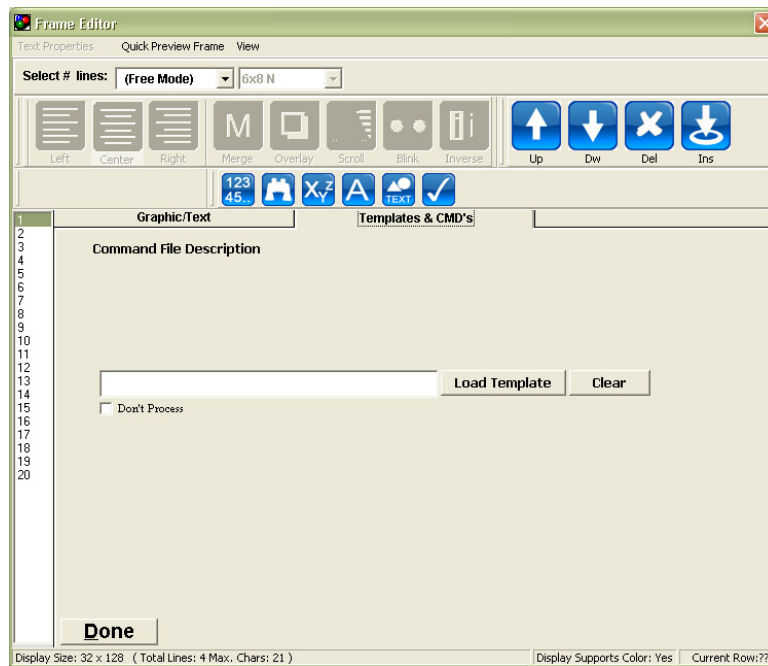 Frame Editor
Text Properties Quick Preview Frame View
Select # lines: (Free Mode) 6x8 N
M
Left Center Right Merge Overlay Scroll Blink Inverse Up Dw Del Ins
123
45..
XYZ
A
TEXT
Graphic/Text Templates & CMD's
1
2
3
4
5
6
7
8
9
10
11
12
13
14
15
16
17
18
19
20
Command File Description
Load Template Clear
Don't Process
Done
Display Size: 32 x 128 ( Total Lines: 4 Max. Chars: 21 ) Display Supports Color: Yes Current Row:??